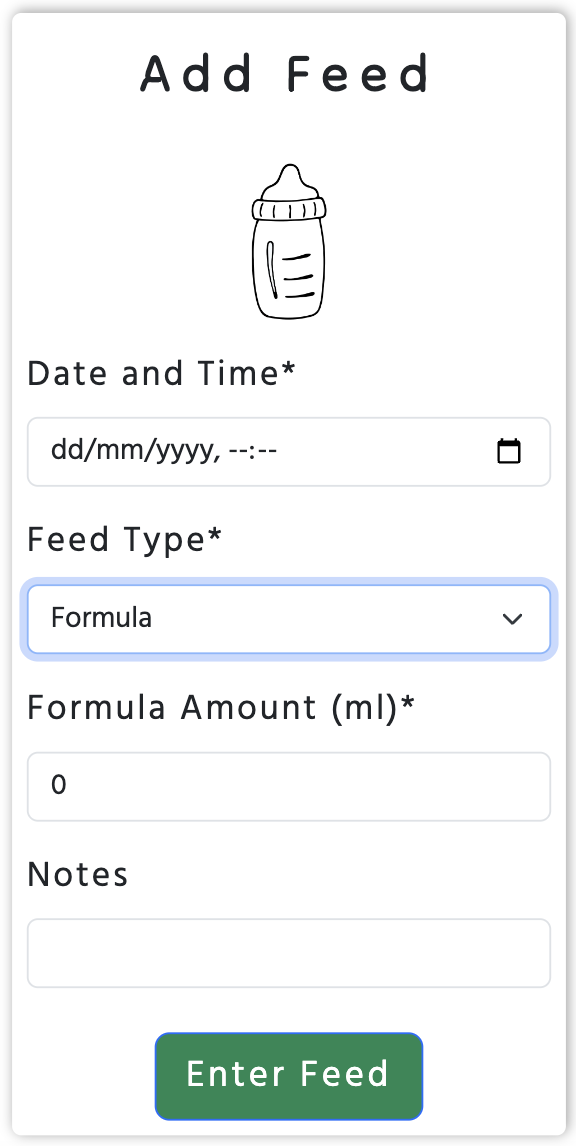 Add Feed
Date and Time*
dd/mm/yyyy, --:--
Feed Type*
Formula
Formula Amount (ml)*
0
Notes
Enter Feed